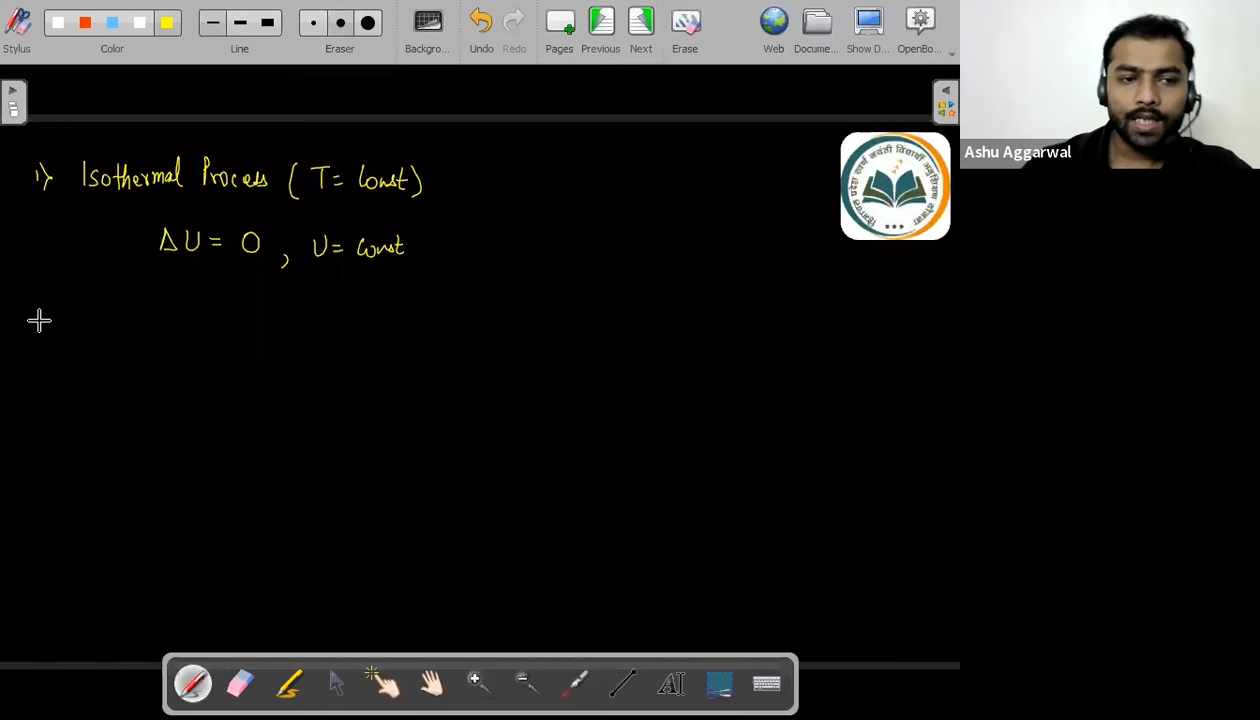 Stylus Color Line Eraser Backgro... Undo Redo Pages Previous Next Erase Web Docume... Show D... OpenBo...
Ashu Aggarwal
1) Isothermal Process ( T = Const)
ΔU = 0 , U = Const